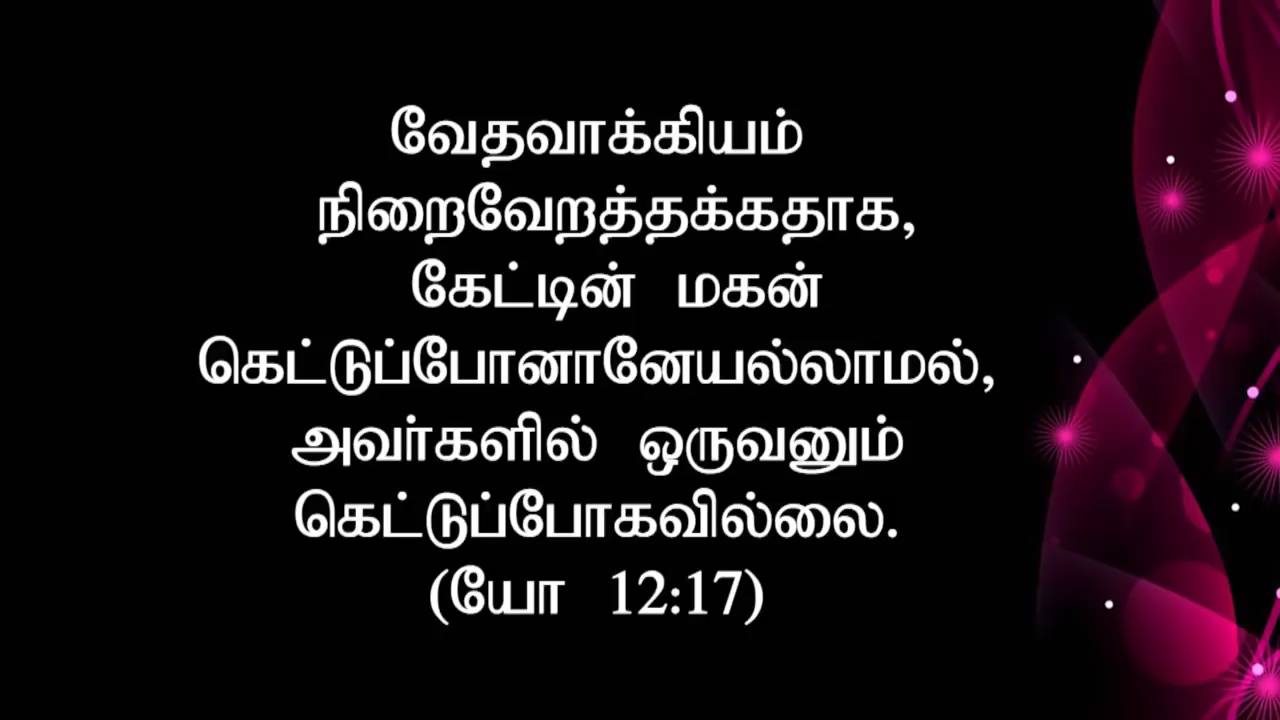 வேதவாக்கியம்
நிறைவேறத்தக்கதாக,
கேட்டின் மகன்
கெட்டுப்போனானேயல்லாமல்,
அவர்களில் ஒருவனும்
கெட்டுப்போகவில்லை.
(யோ 12:17)